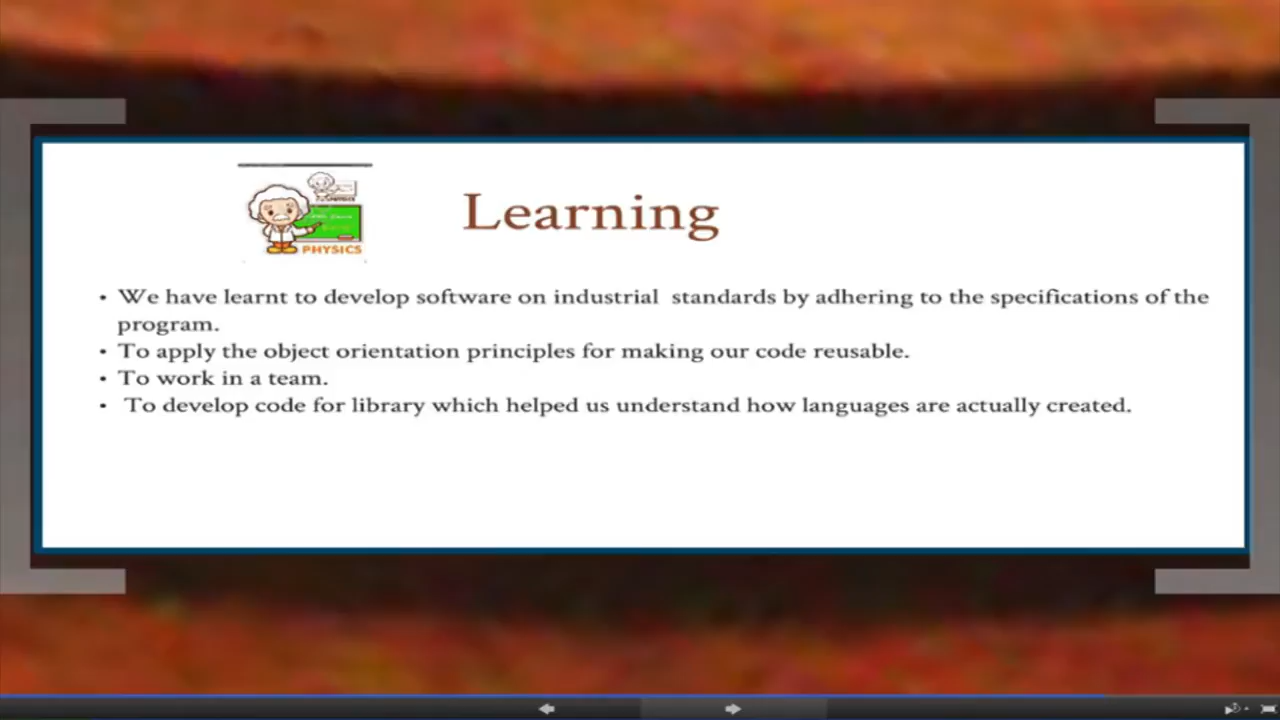 Learning
PHYSICS
• We have learnt to develop software on industrial standards by adhering to the specifications of the
program.
• To apply the object orientation principles for making our code reusable.
• To work in a team.
• To develop code for library which helped us understand how languages are actually created.